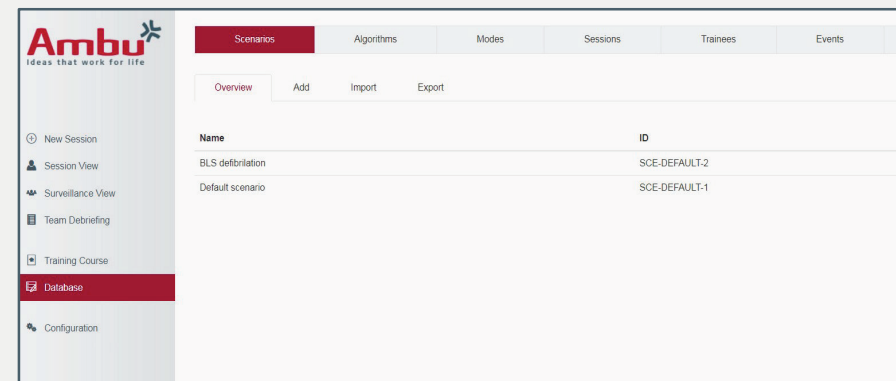 Ambu
Ideas that work for life
Scenarios Algorithms Modes Sessions Trainees Events
Overview Add Import Export
New Session
Session View
Surveillance View
Team Debriefing
Training Course
Database
Configuration
Name ID
BLS defibrilation SCE-DEFAULT-2
Default scenario SCE-DEFAULT-1